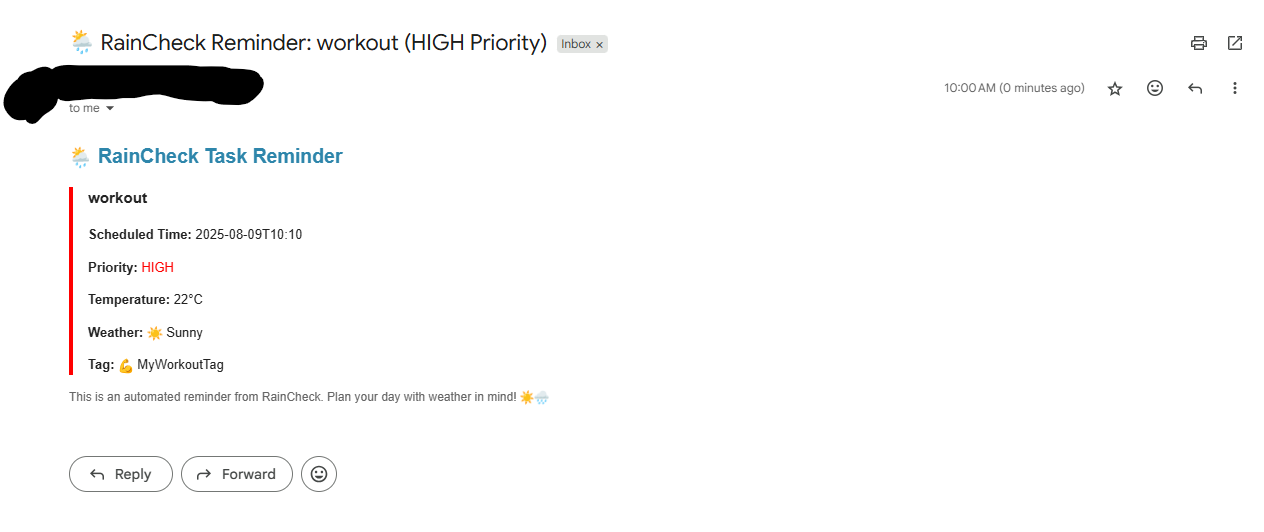 🌦️ RainCheck Reminder: workout (HIGH Priority) Inbox ×
10:00 AM (0 minutes ago)
to me
🌦️ RainCheck Task Reminder
workout
Scheduled Time: 2025-08-09T10:10
Priority: HIGH
Temperature: 22°C
Weather: ☀️ Sunny
Tag: 💪 MyWorkoutTag
This is an automated reminder from RainCheck. Plan your day with weather in mind! ☀️🌧️
Reply Forward